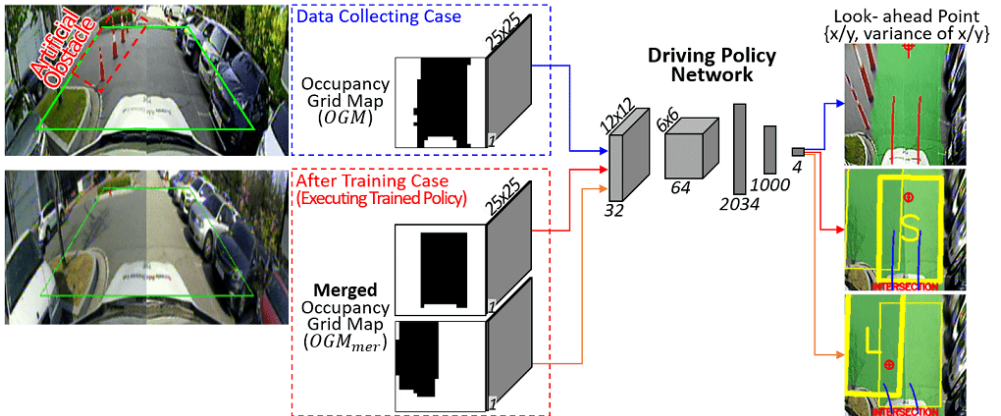 Artificial
Obstacle
Data Collecting Case
25x25
Occupancy
Grid Map
(OGM)
1
After Training Case
(Executing Trained Policy)
25x25
1
Merged
Occupancy
Grid Map
(OGMmer)
1
Driving Policy
Network
12x12
32
6x6
64
2034
1000
4
Look- ahead Point
{x/y, variance of x/y}
S
INTERSECTION
L
INTERSECTION